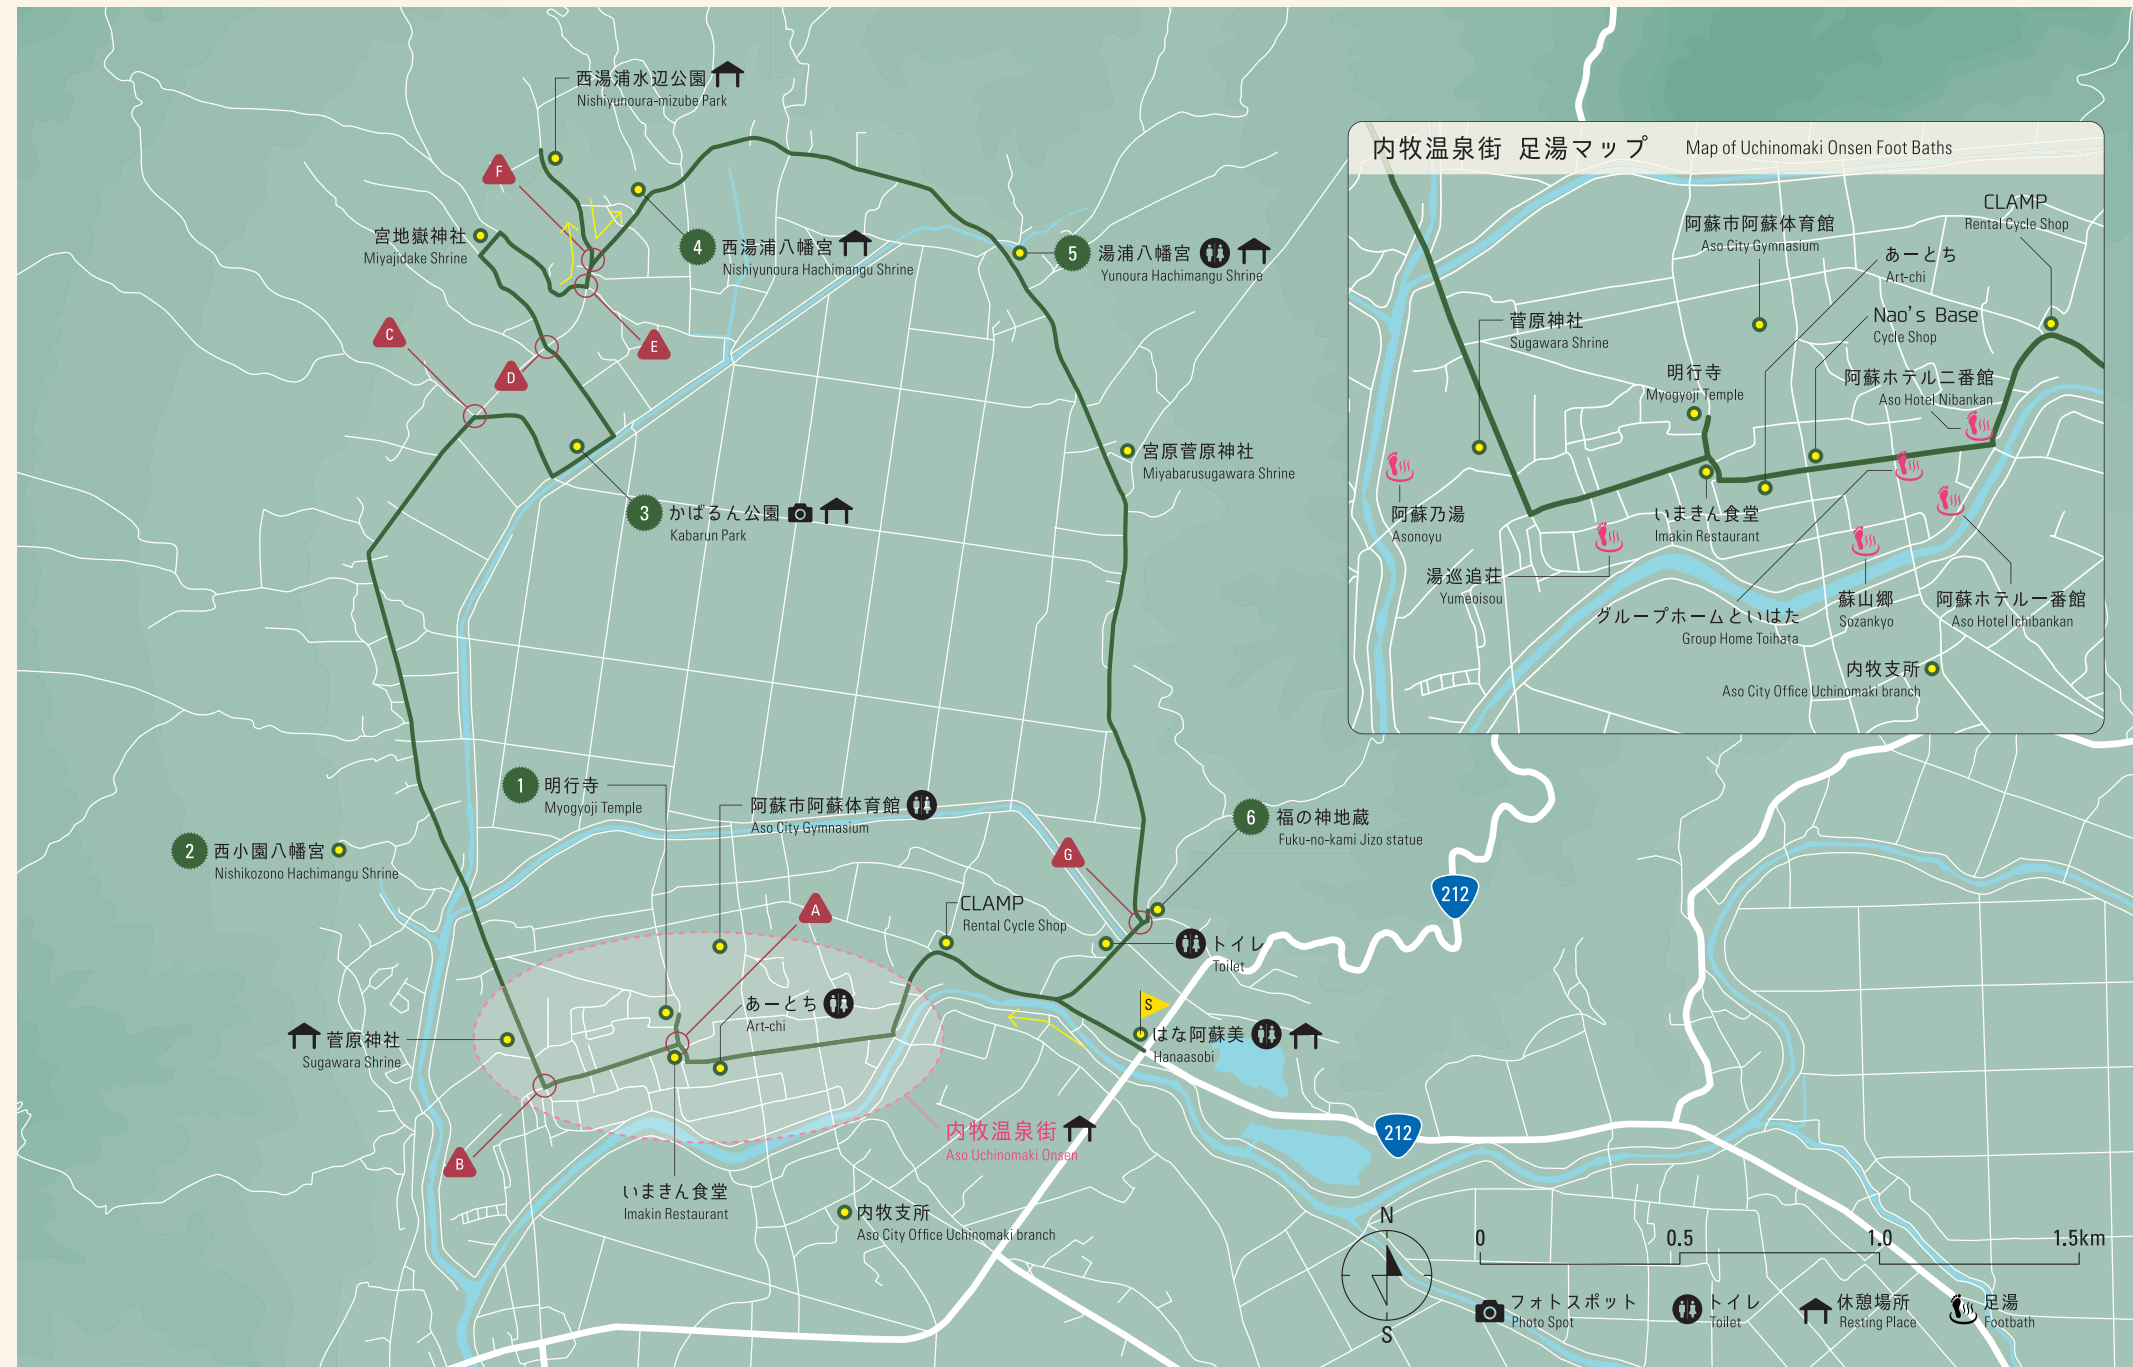 西湯浦水辺公園
Nishiyunoura-mizube Park
F
宮地嶽神社
Miyajidake Shrine
4 西湯浦八幡宮
Nishiyunoura Hachimangu Shrine
5 湯浦八幡宮
Yunoura Hachimangu Shrine
C
E
D
宮原菅原神社
Miyabarusugawara Shrine
3 かばるん公園
Kabarun Park
1 明行寺
Myogyoji Temple
阿蘇市阿蘇体育館
Aso City Gymnasium
6 福の神地蔵
Fuku-no-kami Jizo statue
2 西小園八幡宮
Nishikozono Hachimangu Shrine
G
A
CLAMP
Rental Cycle Shop
トイレ
Toilet
212
あーとち
Art-chi
S
はな阿蘇美
Hanaasobi
菅原神社
Sugawara Shrine
内牧温泉街
Aso Uchinomaki Onsen
212
B
いまきん食堂
Imakin Restaurant
内牧支所
Aso City Office Uchinomaki branch
内牧温泉街 足湯マップ Map of Uchinomaki Onsen Foot Baths
CLAMP
Rental Cycle Shop
阿蘇市阿蘇体育館
Aso City Gymnasium
あーとち
Art-chi
菅原神社
Sugawara Shrine
Nao's Base
Cycle Shop
明行寺
Myogyoji Temple
阿蘇ホテル二番館
Aso Hotel Nibankan
阿蘇乃湯
Asonoyu
いまきん食堂
Imakin Restaurant
湯巡追荘
Yumeoisou
グループホームといはた
Group Home Toihata
蘇山郷
Sozankyo
阿蘇ホテル一番館
Aso Hotel Ichibankan
内牧支所
Aso City Office Uchinomaki branch
N
S
0 0.5 1.0 1.5km
フォトスポット
Photo Spot
トイレ
Toilet
休憩場所
Resting Place
足湯
Footbath